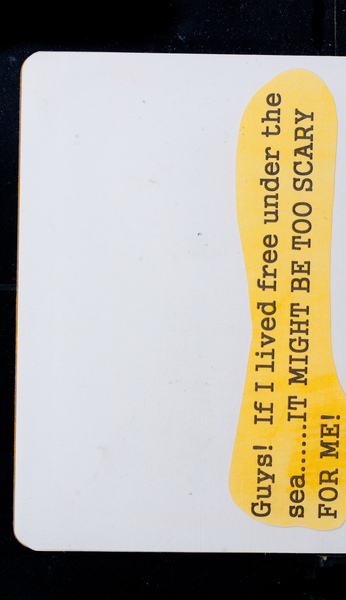 Guys!  If I lived free under the
sea......IT MIGHT BE TOO SCARY
FOR ME!